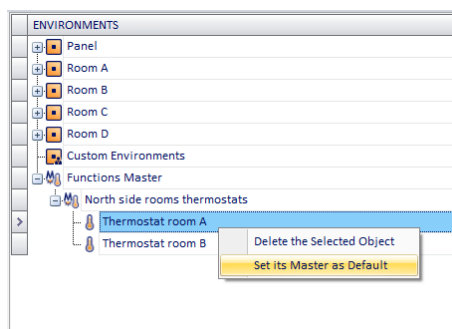 ENVIRONMENTS
Panel
Room A
Room B
Room C
Room D
Custom Environments
Functions Master
North side rooms thermostats
Thermostat room A
Thermostat room B
Delete the Selected Object
Set its Master as Default